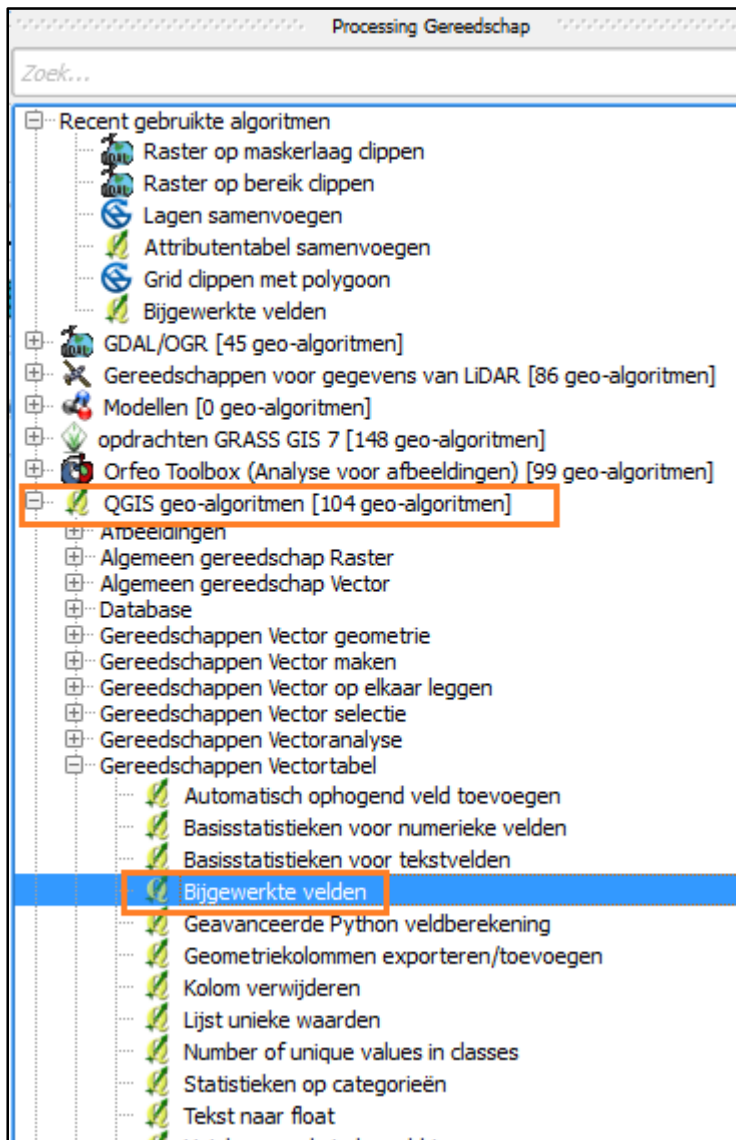 Processing Gereedschap
Zoek...
Recent gebruikte algoritmen
Raster op maskerlaag clippen
Raster op bereik clippen
Lagen samenvoegen
Attributentabel samenvoegen
Grid clippen met polygoon
Bijgewerkte velden
GDAL/OGR [45 geo-algoritmen]
Gereedschappen voor gegevens van LiDAR [86 geo-algoritmen]
Modellen [0 geo-algoritmen]
opdrachten GRASS GIS 7 [148 geo-algoritmen]
Orfeo Toolbox (Analyse voor afbeeldingen) [99 geo-algoritmen]
QGIS geo-algoritmen [104 geo-algoritmen]
Afbeeldingen
Algemeen gereedschap Raster
Algemeen gereedschap Vector
Database
Gereedschappen Vector geometrie
Gereedschappen Vector maken
Gereedschappen Vector op elkaar leggen
Gereedschappen Vector selectie
Gereedschappen Vectoranalyse
Gereedschappen Vectortabel
Automatisch ophogend veld toevoegen
Basisstatistieken voor numerieke velden
Basisstatistieken voor tekstvelden
Bijgewerkte velden
Geavanceerde Python veldberekening
Geometriekolommen exporteren/toevoegen
Kolom verwijderen
Lijst unieke waarden
Number of unique values in classes
Statistieken op categorieën
Tekst naar float